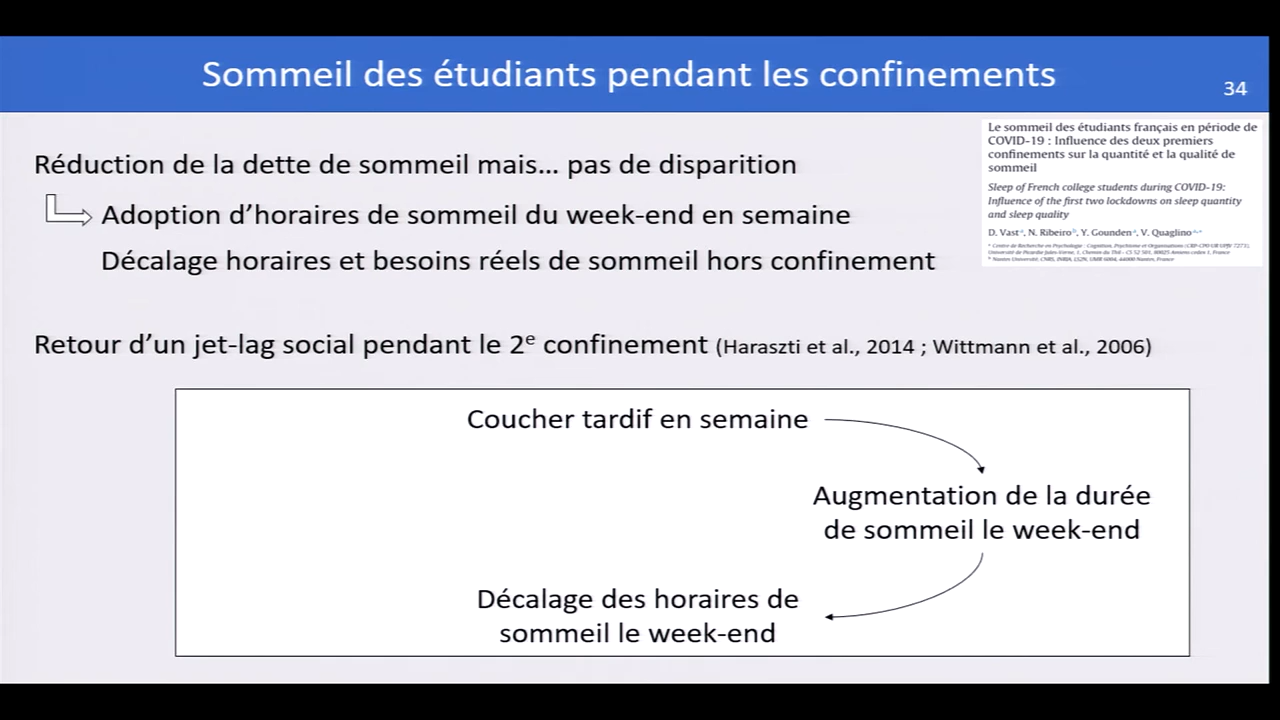 Sommeil des étudiants pendant les confinements
34
Le sommeil des étudiants français en période de
COVID-19 : Influence des deux premiers
confinements sur la quantité et la qualité de
sommeil
Sleep of French college students during COVID-19:
Influence of the first two lockdowns on sleep quantity
and sleep quality
D. Vast, N. Ribeiro, Y. Gounden, V. Quaglino
Réduction de la dette de sommeil mais... pas de disparition
Adoption d’horaires de sommeil du week-end en semaine
Décalage horaires et besoins réels de sommeil hors confinement
Retour d’un jet-lag social pendant le 2e confinement (Haraszti et al., 2014 ; Wittmann et al., 2006)
Coucher tardif en semaine
Augmentation de la durée
de sommeil le week-end
Décalage des horaires de
sommeil le week-end